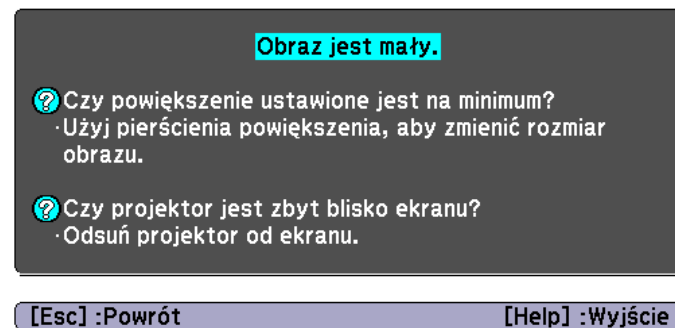 Obraz jest mały.
? Czy powiększenie ustawione jest na minimum?
·Użyj pierścienia powiększenia, aby zmienić rozmiar
obrazu.
? Czy projektor jest zbyt blisko ekranu?
·Odsuń projektor od ekranu.
[Esc] :Powrót [Help] :Wyjście